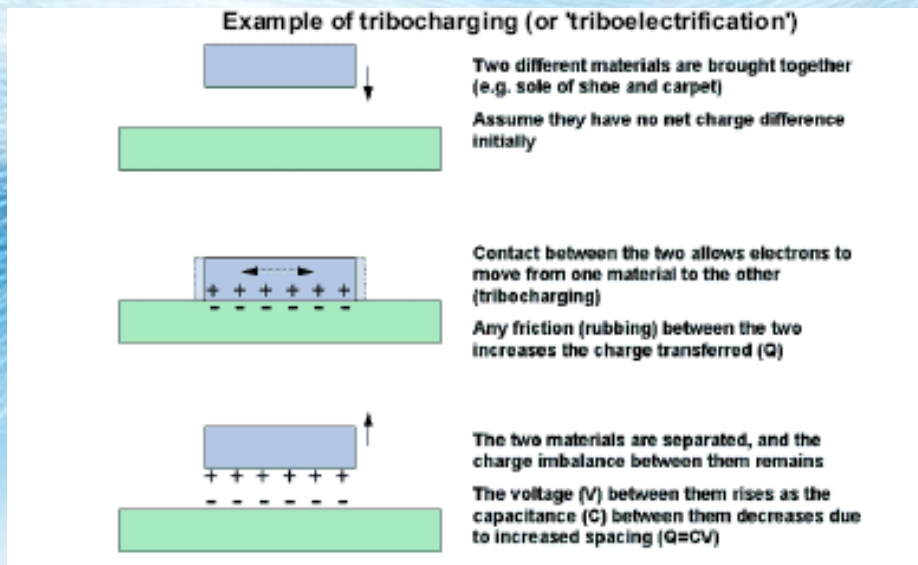 Example of tribocharging (or 'triboelectrification')
Two different materials are brought together
(e.g. sole of shoe and carpet)
Assume they have no net charge difference
initially
Contact between the two allows electrons to
move from one material to the other
(tribocharging)
Any friction (rubbing) between the two
increases the charge transferred (Q)
+ + + + + +
- - - - - -
The two materials are separated, and the
charge imbalance between them remains
The voltage (V) between them rises as the
capacitance (C) between them decreases due
to increased spacing (Q=CV)
+ + + + + +
- - - - - -